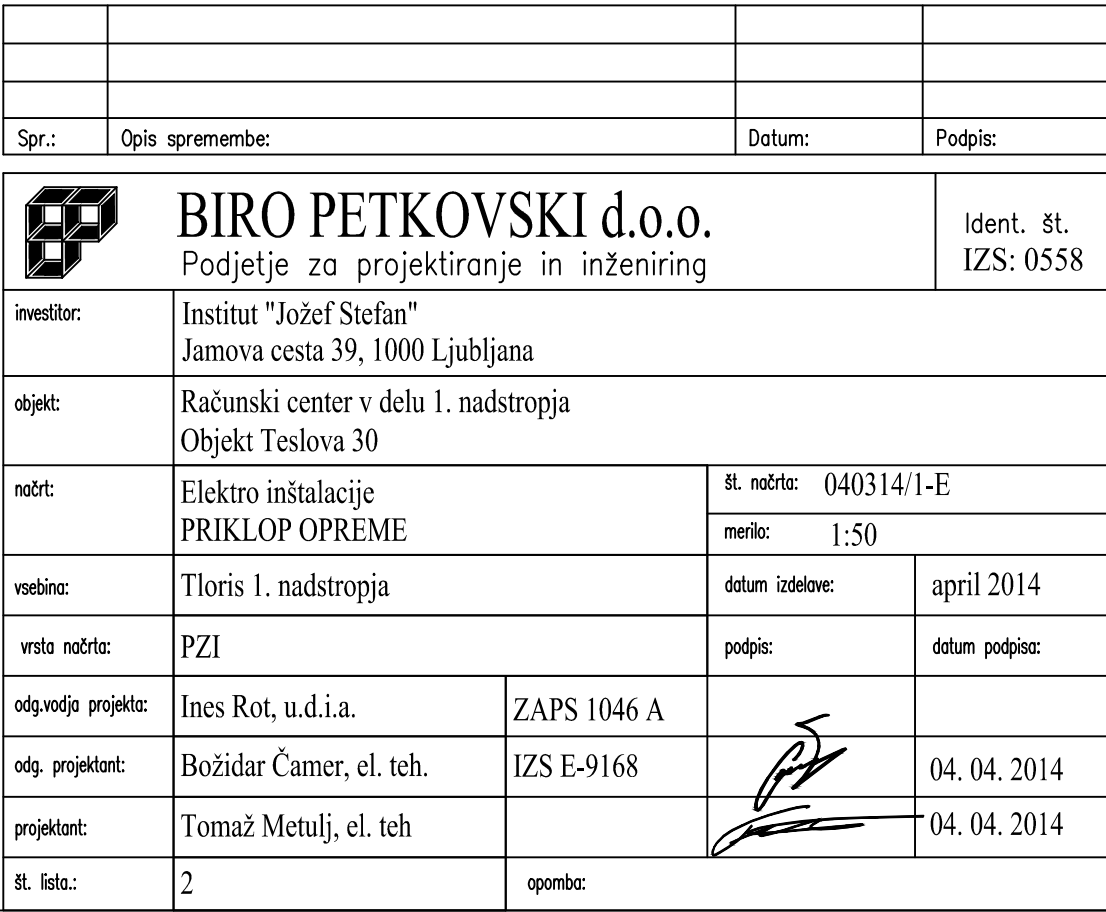 Spr.: Opis spremembe: Datum: Podpis:
BIRO PETKOVSKI d.o.o.
Podjetje za projektiranje in inženiring
Ident. št.
IZS: 0558
investitor: Institut "Jožef Stefan"
Jamova cesta 39, 1000 Ljubljana
objekt: Računski center v delu 1. nadstropja
Objekt Teslova 30
načrt: Elektro inštalacije
PRIKLOP OPREME
št. načrta: 040314/1-E
merilo: 1:50
vsebina: Tloris 1. nadstropja datum izdelave: april 2014
vrsta načrta: PZI podpis: datum podpisa:
odg.vodja projekta: Ines Rot, u.d.i.a. ZAPS 1046 A
odg. projektant: Božidar Čamer, el. teh. IZS E-9168 04. 04. 2014
projektant: Tomaž Metulj, el. teh 04. 04. 2014
št. lista.: 2 opomba: